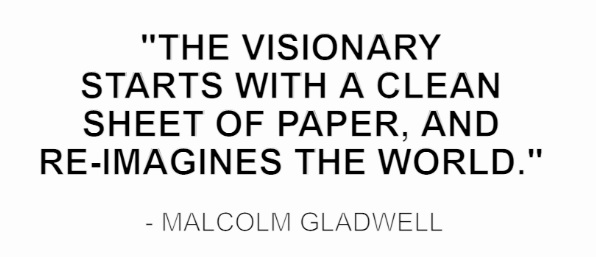 "THE VISIONARY
STARTS WITH A CLEAN
SHEET OF PAPER, AND
RE-IMAGINES THE WORLD."
- MALCOLM GLADWELL